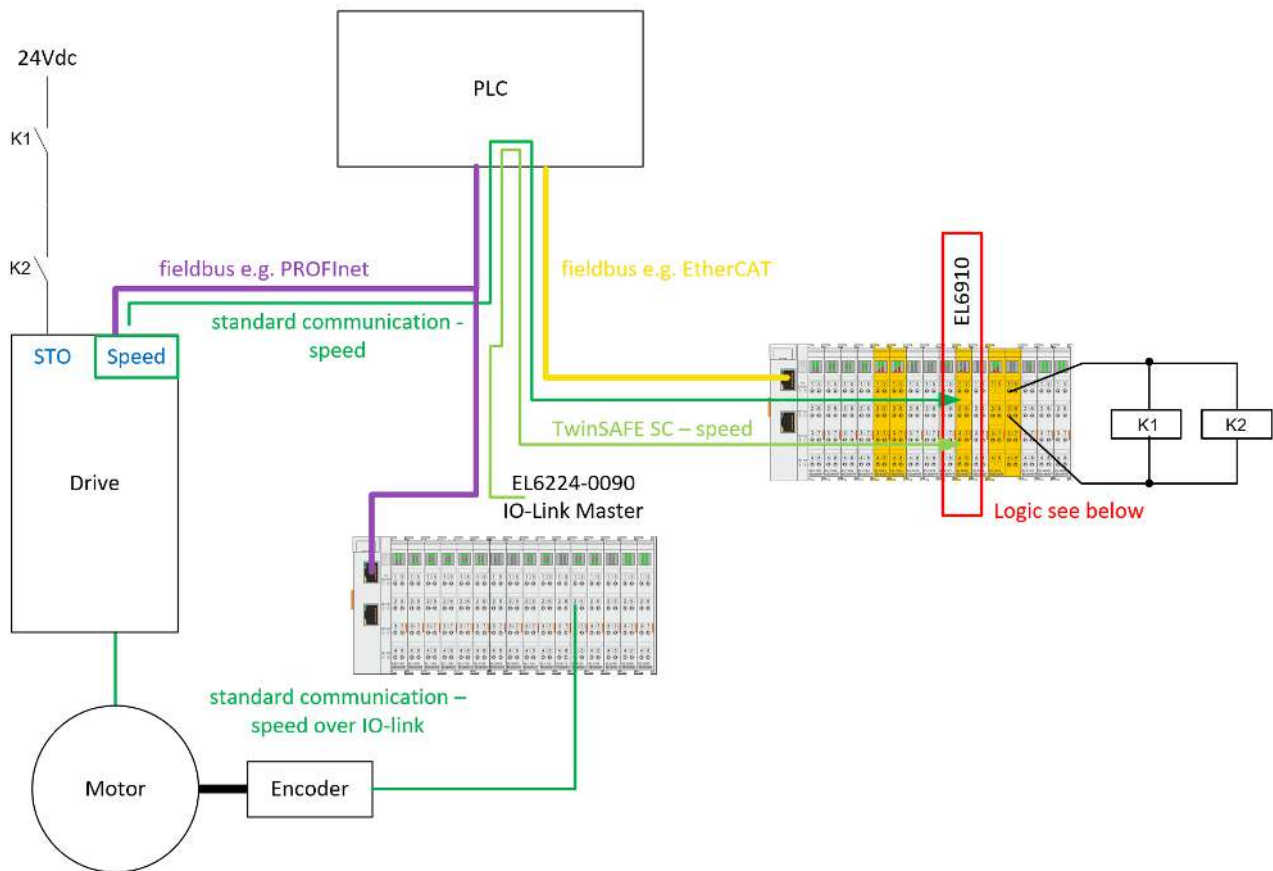 24Vdc
PLC
K1
K2
fieldbus e.g. PROFInet
fieldbus e.g. EtherCAT
EL6910
standard communication -
speed
STO
Speed
TwinSAFE SC – speed
K1
K2
Drive
EL6224-0090
IO-Link Master
Logic see below
standard communication –
speed over IO-link
Motor
Encoder